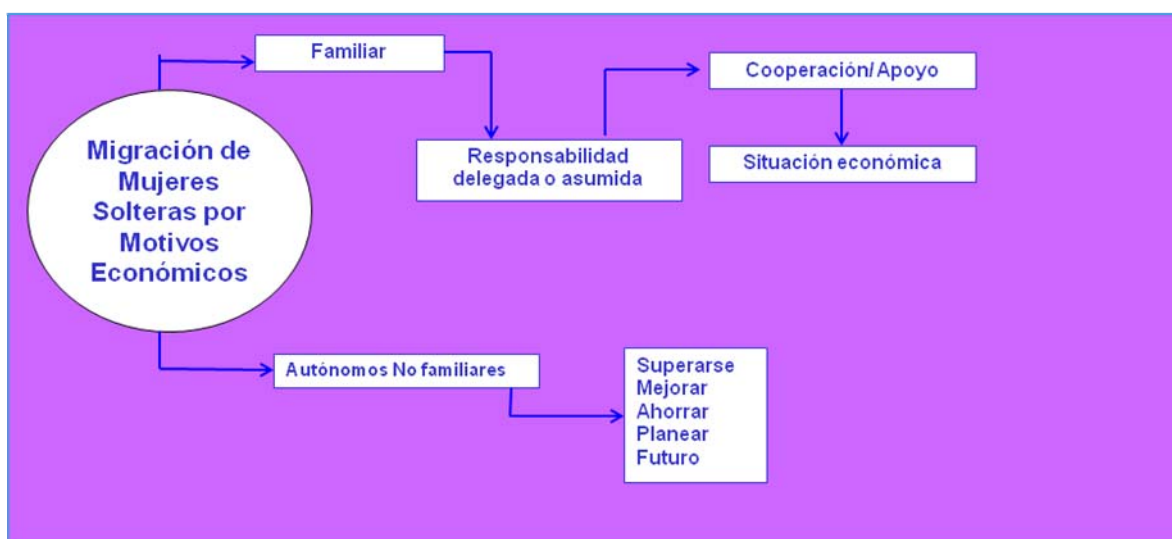 Familiar
Cooperación/ Apoyo
Migración de
Mujeres
Solteras por
Motivos
Económicos
Responsabilidad
delegada o asumida
Situación económica
Autónomos No familiares
Superarse
Mejorar
Ahorrar
Planear
Futuro